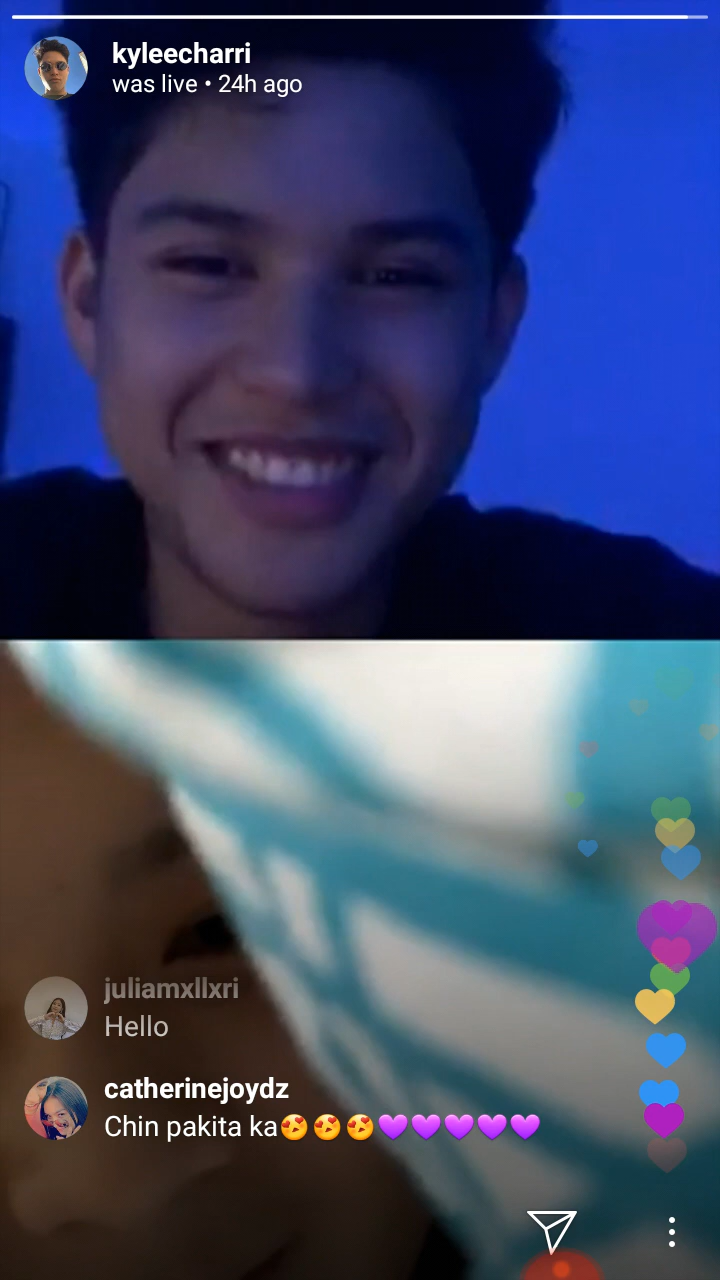 kyleecharri
was live • 24h ago
juliamxllxri
Hello
catherinejoydz
Chin pakita ka😍😍😍💜💜💜💜💜